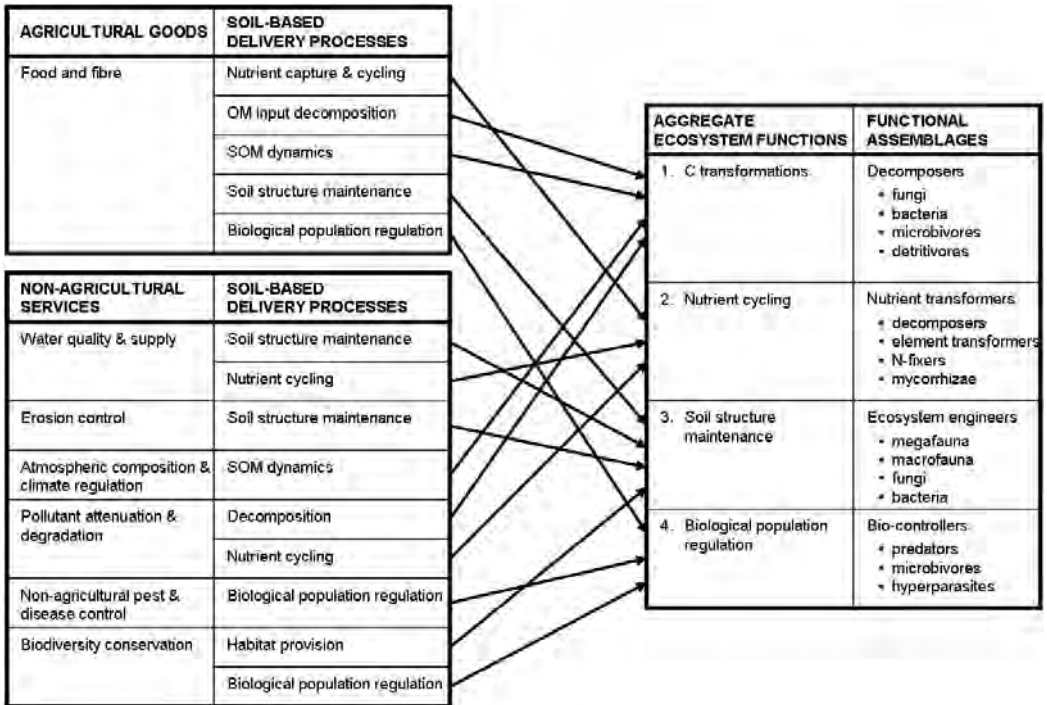 AGRICULTURAL GOODS
SOIL-BASED
DELIVERY PROCESSES
Food and fibre
Nutrient capture & cycling
OM input decomposition
SOM dynamics
Soil structure maintenance
Biological population regulation
NON-AGRICULTURAL
SERVICES
SOIL-BASED
DELIVERY PROCESSES
Water quality & supply
Soil structure maintenance
Nutrient cycling
Erosion control
Soil structure maintenance
Atmospheric composition &
climate regulation
SOM dynamics
Pollutant attenuation &
degradation
Decomposition
Nutrient cycling
Non-agricultural pest &
disease control
Biological population regulation
Biodiversity conservation
Habitat provision
Biological population regulation
AGGREGATE
ECOSYSTEM FUNCTIONS
FUNCTIONAL
ASSEMBLAGES
1. C transformations
Decomposers
• fungi
• bacteria
• microbivores
• detritivores
2. Nutrient cycling
Nutrient transformers
• decomposers
• element transformers
• N-fixers
• mycorrhizae
3. Soil structure
maintenance
Ecosystem engineers
• megafauna
• macrofauna
• fungi
• bacteria
4. Biological population
regulation
Bio-controllers
• predators
• microbivores
• hyperparasites